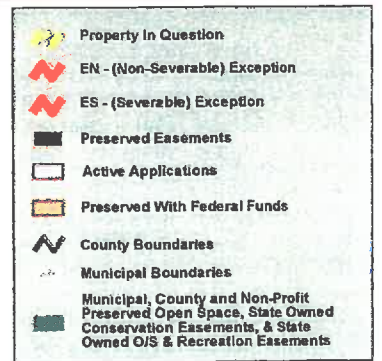 Property In Question
EN - (Non-Severable) Exception
ES - (Severable) Exception
Preserved Easements
Active Applications
Preserved With Federal Funds
County Boundaries
Municipal Boundaries
Municipal, County and Non-Profit
Preserved Open Space, State Owned
Conservation Easements, & State
Owned O/S & Recreation Easements